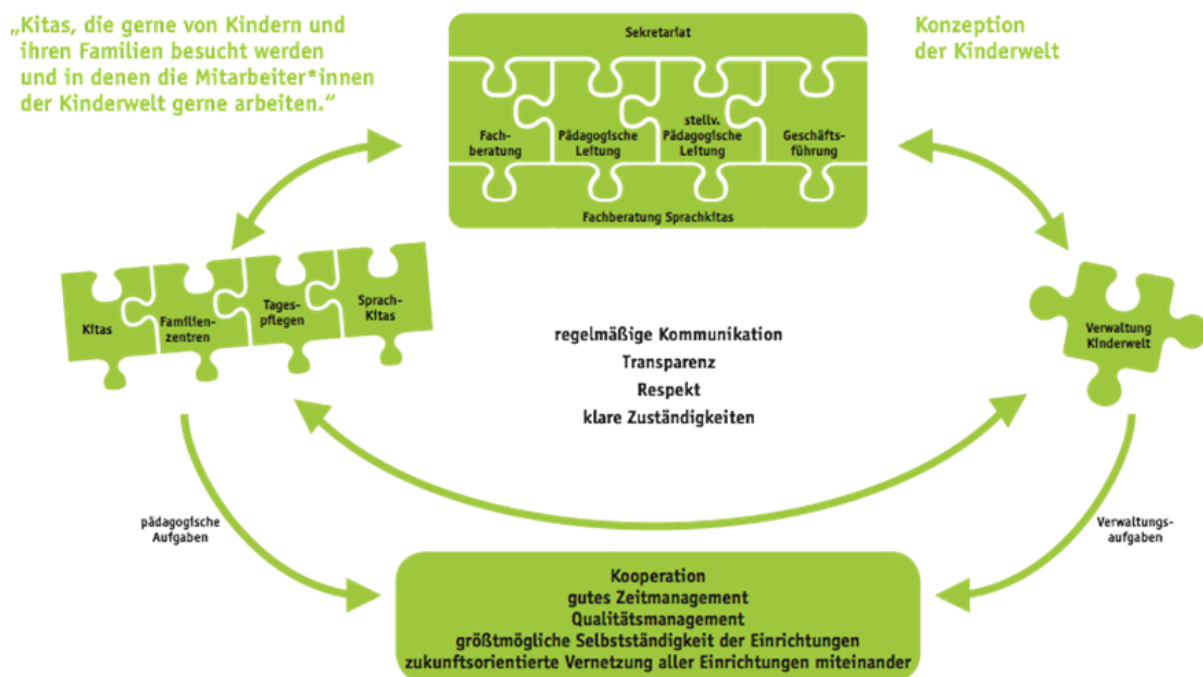 „Kitas, die gerne von Kindern und
ihren Familien besucht werden
und in denen die Mitarbeiter*innen
der Kinderwelt gerne arbeiten.“
Sekretariat
Konzeption
der Kinderwelt
Fach-
beratung
Pädagogische
Leitung
stellv.
Pädagogische
Leitung
Geschäfts-
führung
Fachberatung Sprachkitas
Kitas
Familien-
zentren
Tages-
pflegen
Sprach-
Kitas
Verwaltung
Kinderwelt
regelmäßige Kommunikation
Transparenz
Respekt
klare Zuständigkeiten
pädagogische
Aufgaben
Verwaltungs-
aufgaben
Kooperation
gutes Zeitmanagement
Qualitätsmanagement
größtmögliche Selbstständigkeit der Einrichtungen
zukunftsorientierte Vernetzung aller Einrichtungen miteinander